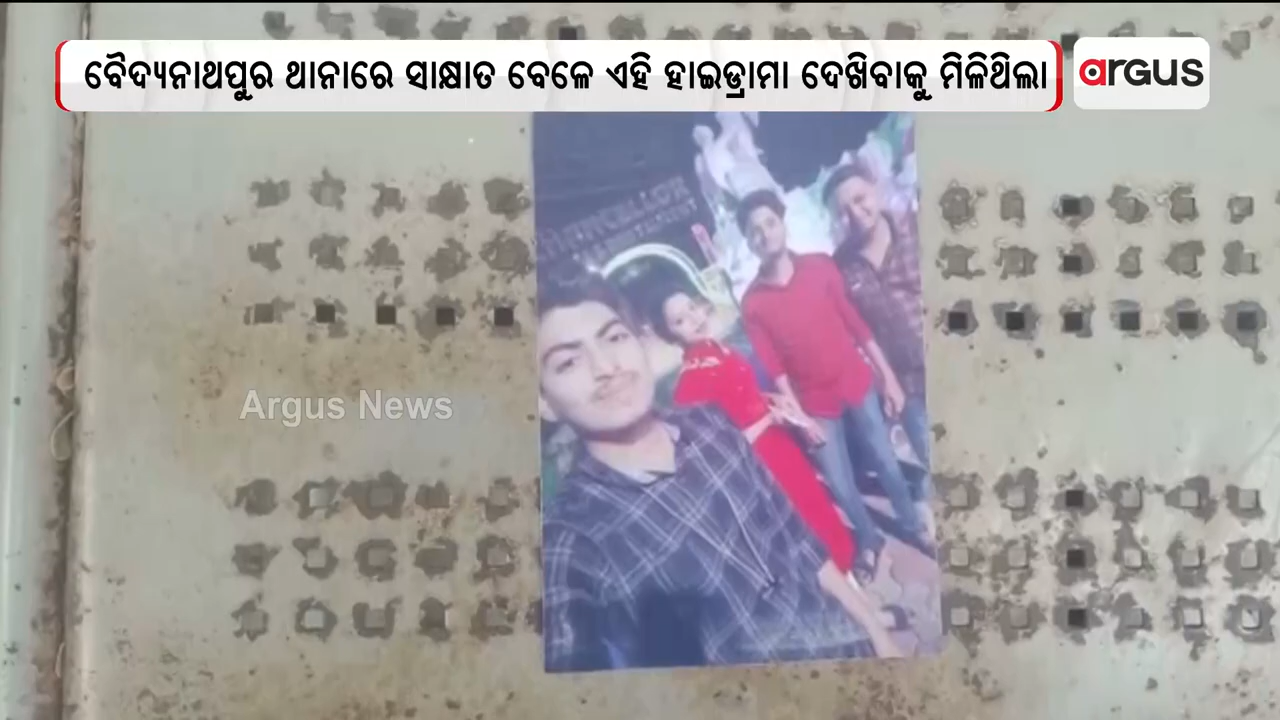 ବୈଦ୍ୟନାଥପୁର ଥାନାରେ ସାକ୍ଷାତ ବେଳେ ଏହି ହାଇଡ୍ରାମା ଦେଖିବାକୁ ମିଳିଥିଲା
argus
Argus News